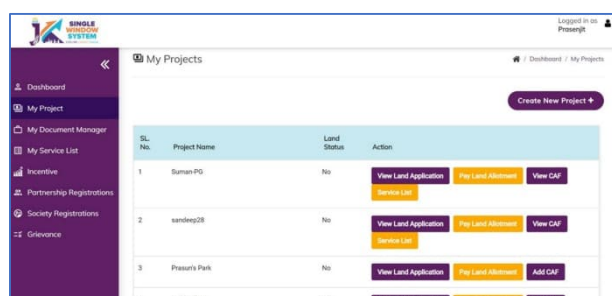 SINGLE
WINDOW
SYSTEM
Logged in as
Prasenjit
My Projects
/ Dashboard / My Projects
Dashboard
My Project
My Document Manager
My Service List
Incentive
Partnership Registrations
Society Registrations
Grievance
Create New Project +
SL. No. Project Name Land Status Action
1 Suman-PG No View Land Application Pay Land Allotment View CAF
Service List
2 sandeep28 No View Land Application Pay Land Allotment View CAF
Service List
3 Prasun's Park No View Land Application Pay Land Allotment Add CAF